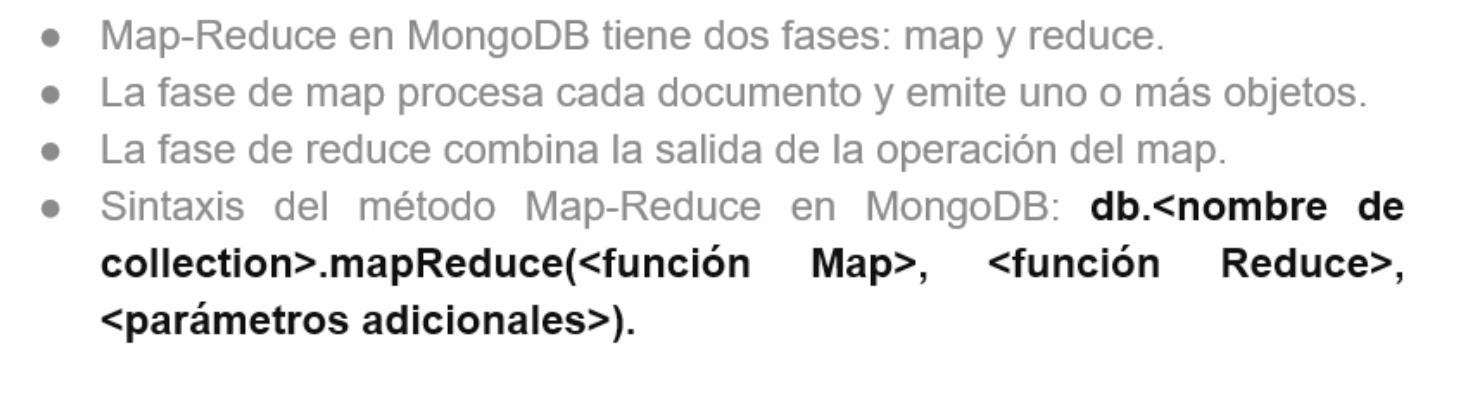 ● Map-Reduce en MongoDB tiene dos fases: map y reduce.
● La fase de map procesa cada documento y emite uno o más objetos.
● La fase de reduce combina la salida de la operación del map.
● Sintaxis del método Map-Reduce en MongoDB: db.<nombre de
collection>.mapReduce(<función Map>, <función Reduce>,
<parámetros adicionales>).